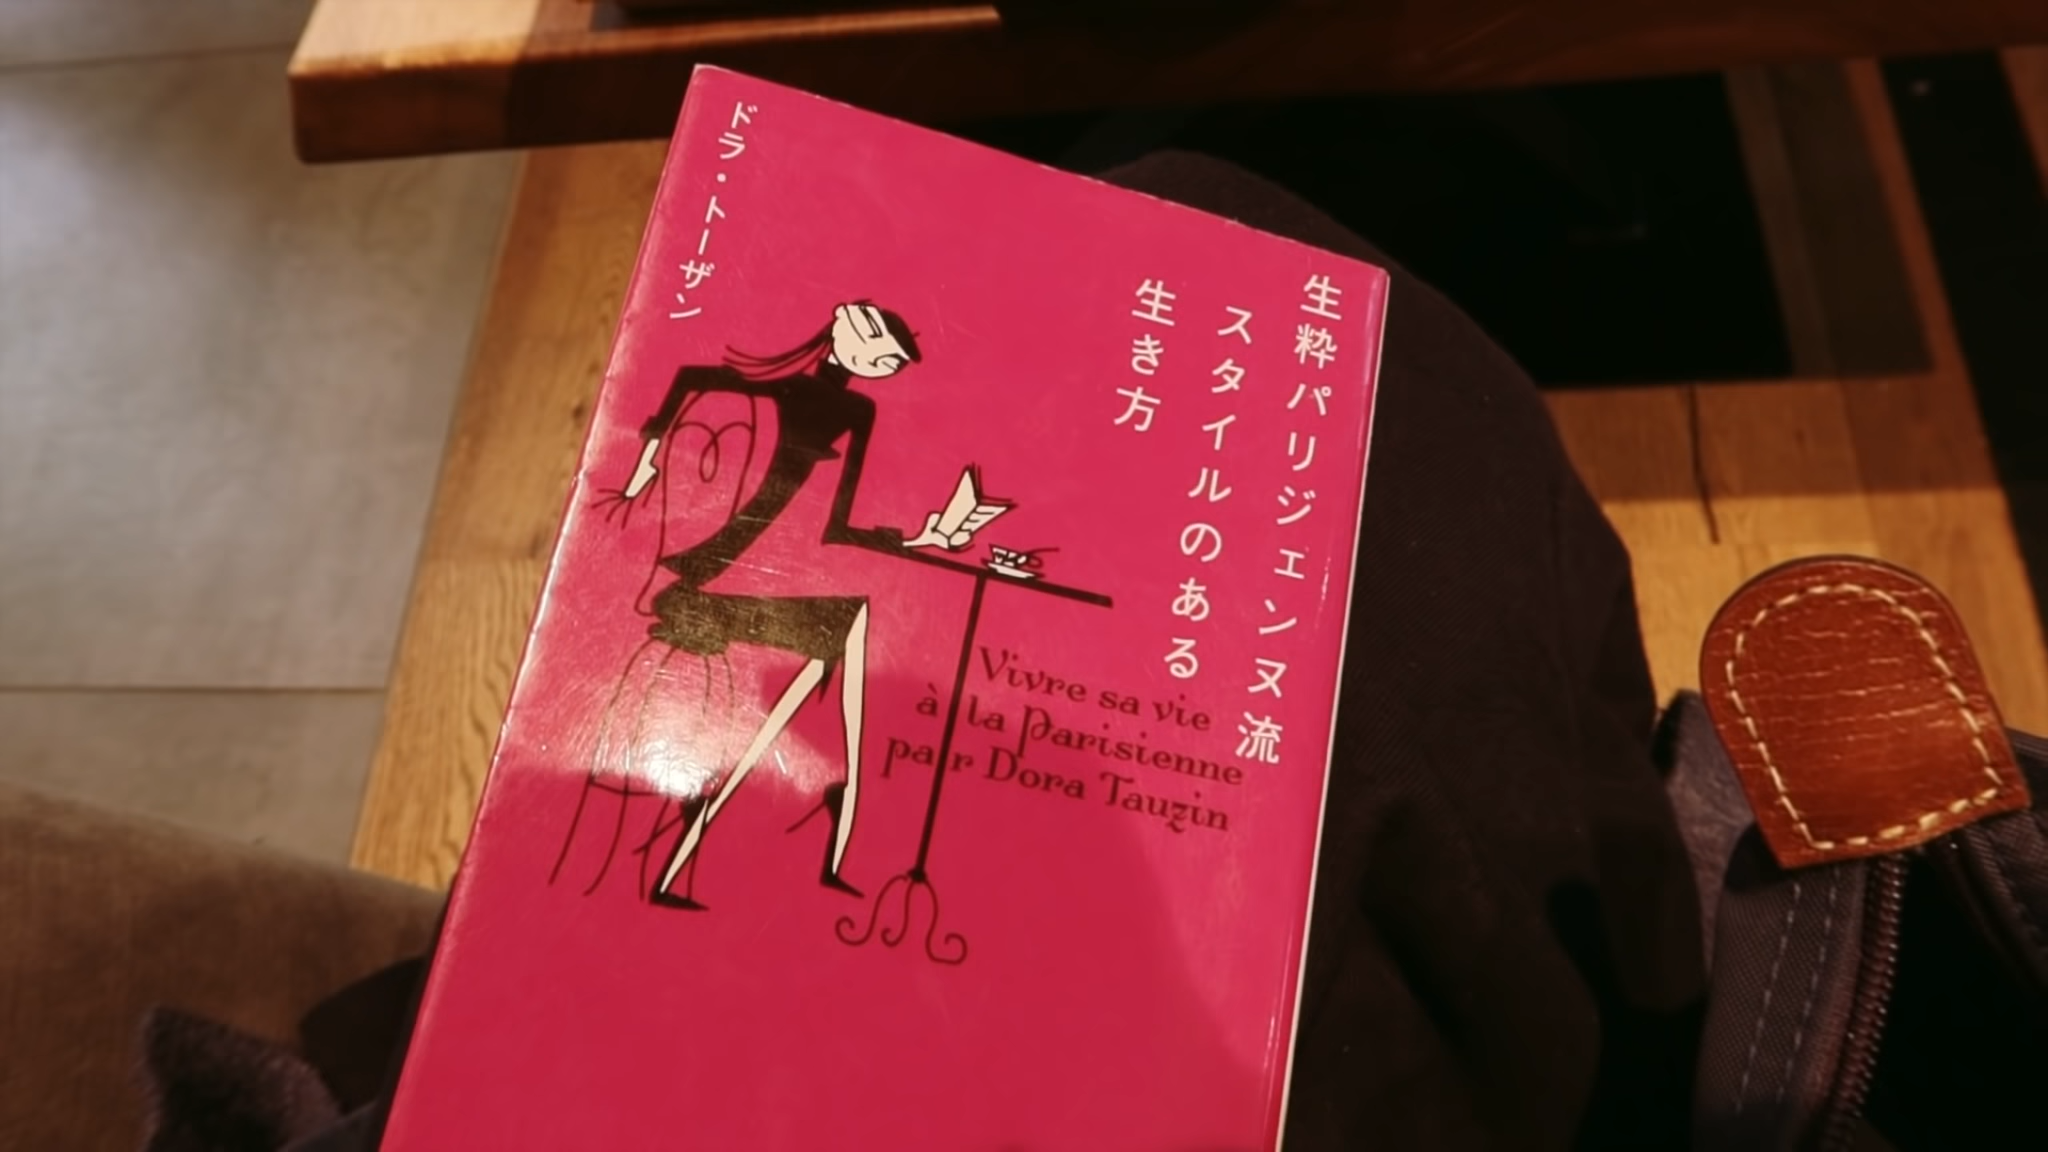 生粋パリジェンヌ流
スタイルのある
生き方
ドラ・トーザン
Vivre sa vie
à la Parisienne
par Dora Tauzin